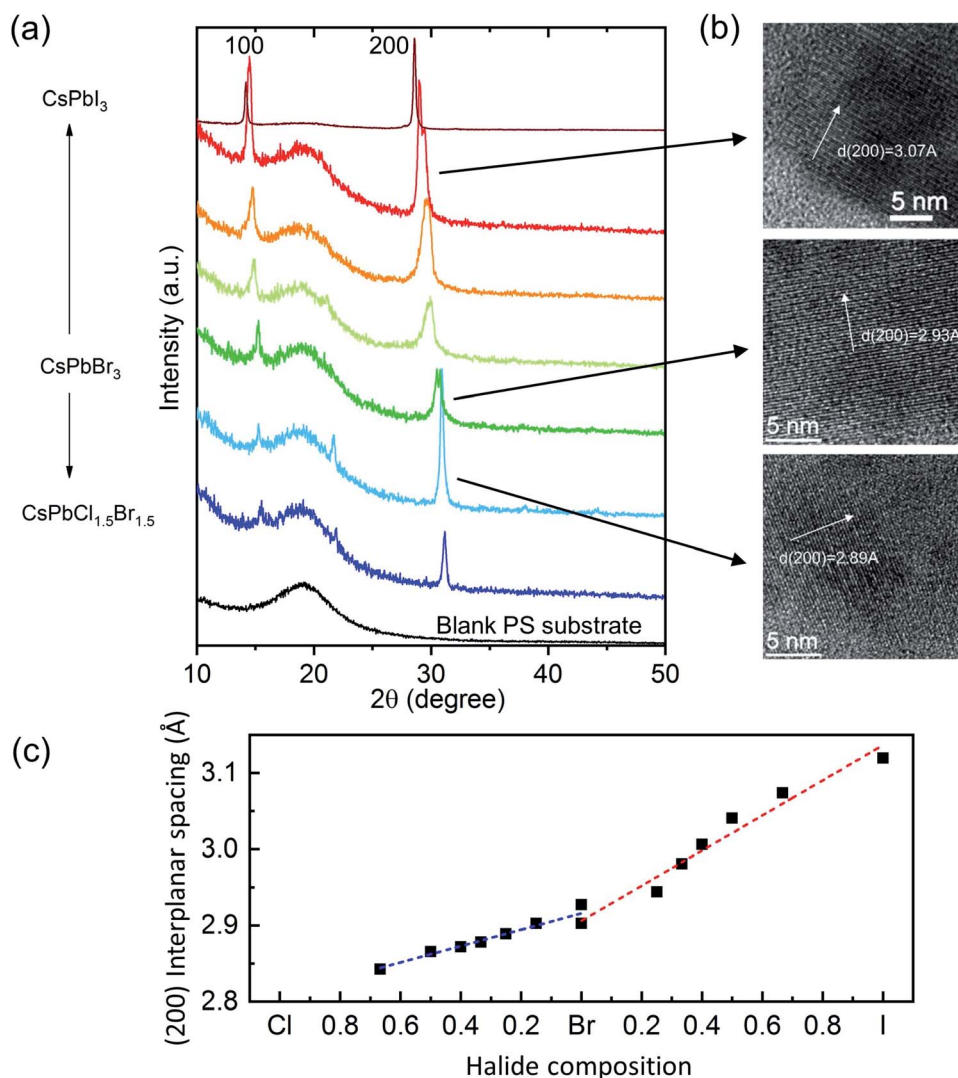 (a)
100
200
CsPbI3
CsPbBr3
CsPbCl1.5Br1.5
Intensity (a.u.)
Blank PS substrate
10
20
30
40
50
2θ (degree)
(b)
d(200)=3.07A
5 nm
d(200)=2.93A
5 nm
d(200)=2.89A
5 nm
(c)
(200) Interplanar spacing (Å)
3.1
3.0
2.9
2.8
Cl
0.8
0.6
0.4
0.2
Br
0.2
0.4
0.6
0.8
I
Halide composition